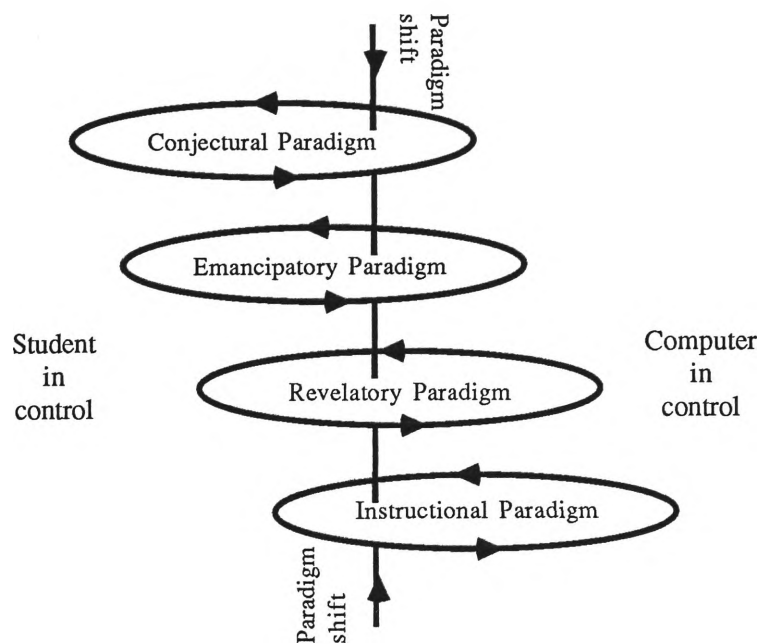 Paradigm
shift
Conjectural Paradigm
Emancipatory Paradigm
Student
in
control
Computer
in
control
Revelatory Paradigm
Instructional Paradigm
Paradigm
shift